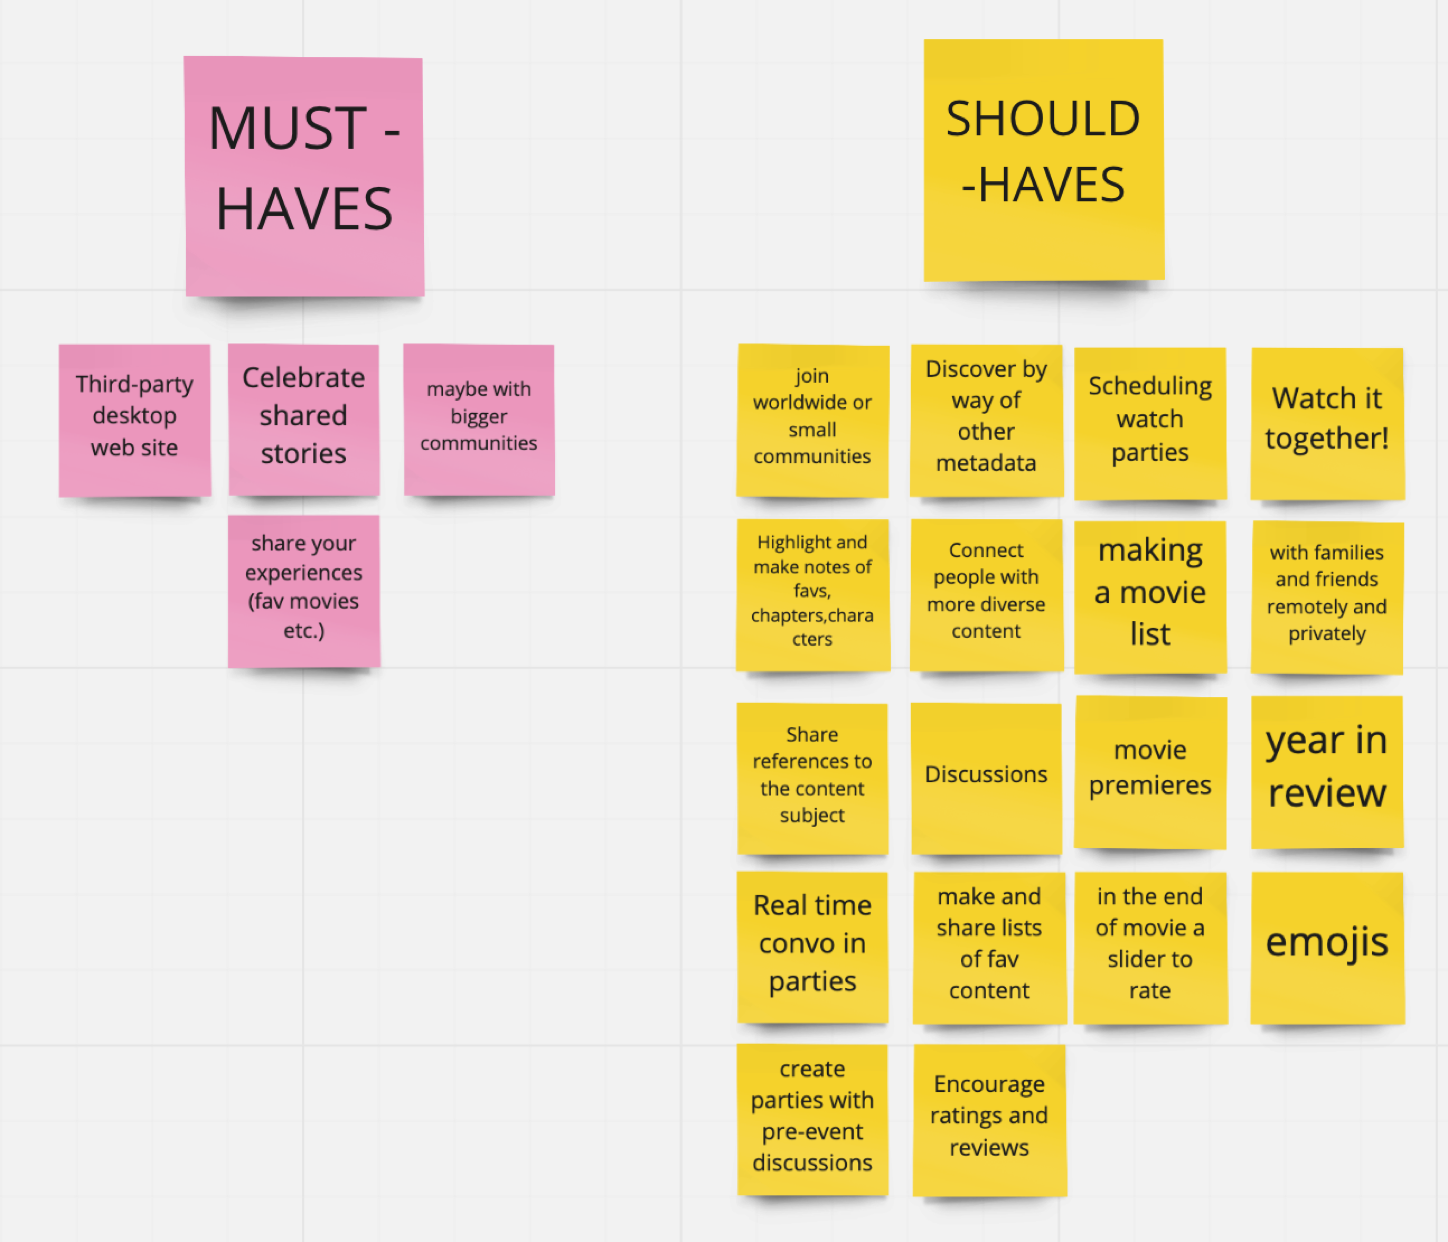 MUST -
HAVES
Third-party
desktop
web site
Celebrate
shared
stories
maybe with
bigger
communities
share your
experiences
(fav movies
etc.)
SHOULD
-HAVES
join
worldwide or
small
communities
Discover by
way of
other
metadata
Scheduling
watch
parties
Watch it
together!
Highlight and
make notes of
favs,
chapters,chara
cters
Connect
people with
more diverse
content
making
a movie
list
with families
and friends
remotely and
privately
Share
references to
the content
subject
Discussions
movie
premieres
year in
review
Real time
convo in
parties
make and
share lists
of fav
content
in the end
of movie a
slider to
rate
emojis
create
parties with
pre-event
discussions
Encourage
ratings and
reviews